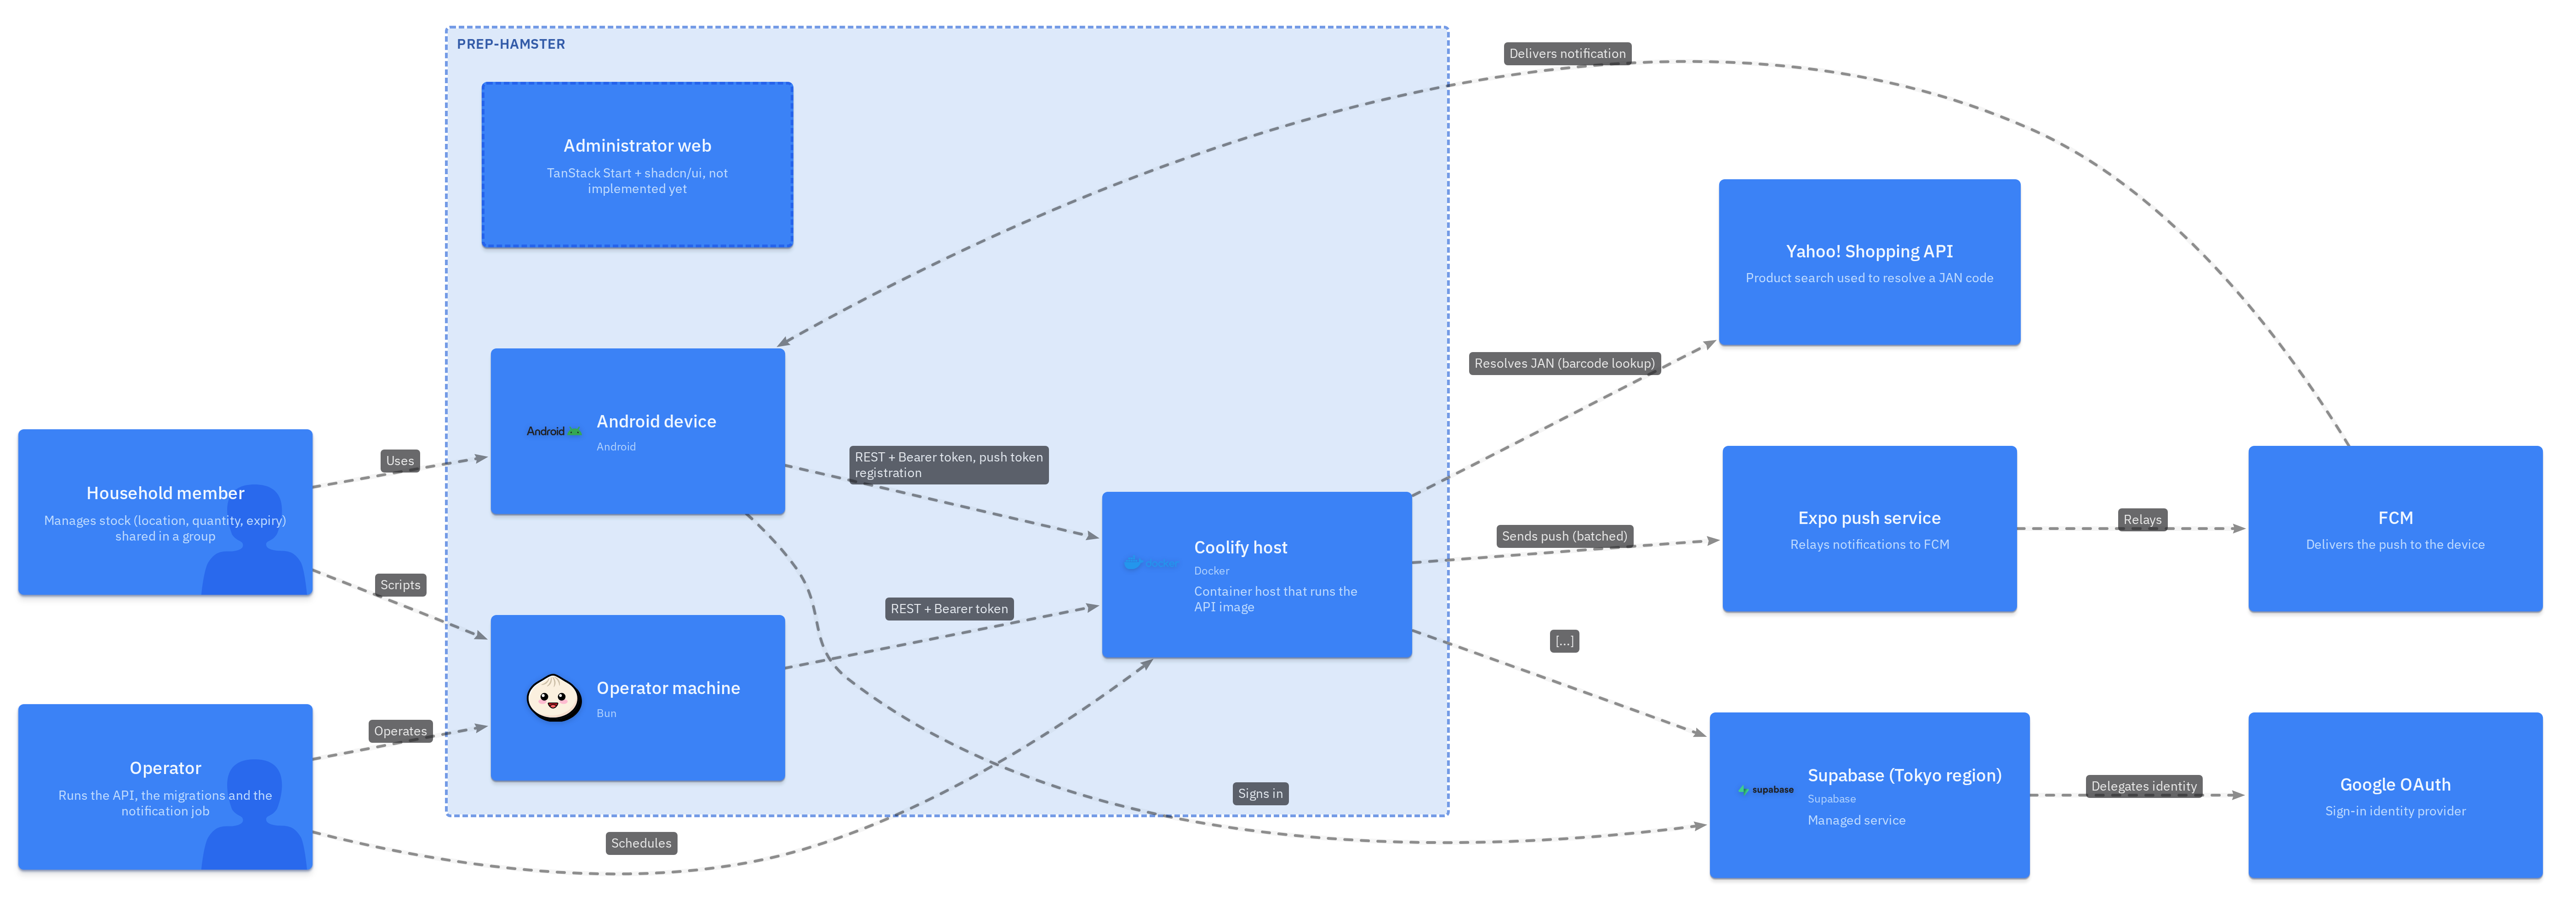 PREP-HAMSTER
Delivers notification
Administrator web
TanStack Start + shadcn/ui, not
implemented yet
Yahoo! Shopping API
Product search used to resolve a JAN code
Resolves JAN (barcode lookup)
Android
Android device
Android
Household member
Manages stock (location, quantity, expiry)
shared in a group
Uses
REST + Bearer token, push token
registration
Scripts
docker
Coolify host
Docker
Container host that runs the
API image
Sends push (batched)
Expo push service
Relays notifications to FCM
Relays
FCM
Delivers the push to the device
REST + Bearer token
[...]
Operator machine
Bun
Operates
Operator
Runs the API, the migrations and the
notification job
Schedules
Signs in
supabase
Supabase (Tokyo region)
Supabase
Managed service
Delegates identity
Google OAuth
Sign-in identity provider